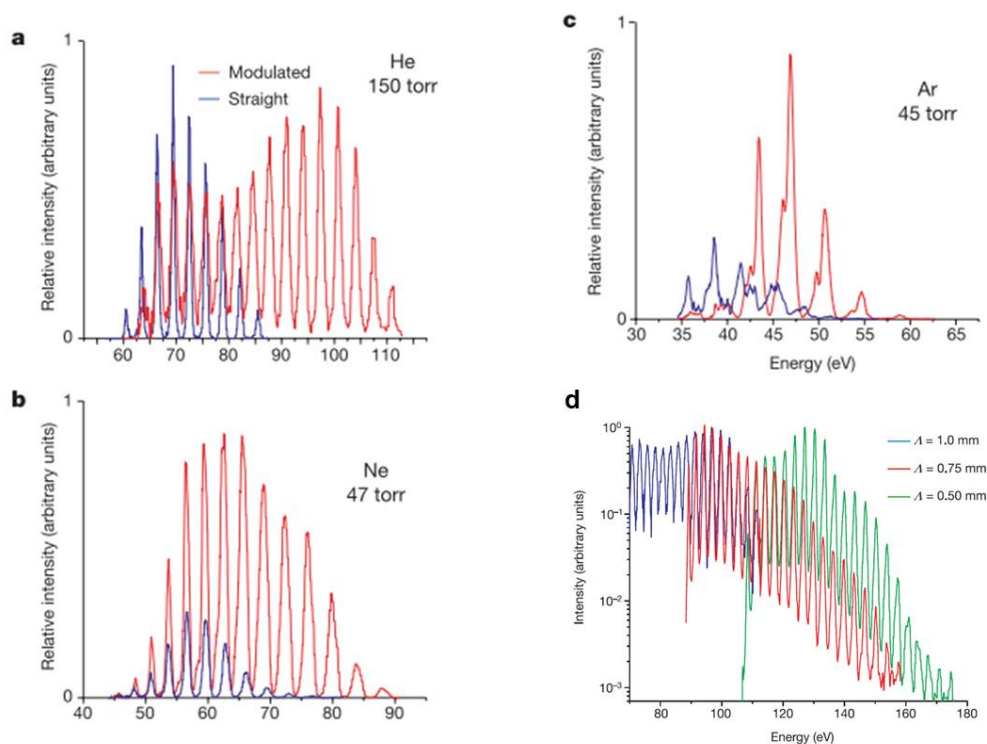 a
Relative intensity (arbitrary units)
1
0
60 70 80 90 100 110
Modulated
Straight
He
150 torr
b
Relative intensity (arbitrary units)
1
0
40 50 60 70 80 90
Ne
47 torr
c
Relative intensity (arbitrary units)
1
0
30 35 40 45 50 55 60 65
Energy (eV)
Ar
45 torr
d
Intensity (arbitrary units)
10⁰
10⁻¹
10⁻²
10⁻³
80 100 120 140 160 180
Energy (eV)
Λ = 1.0 mm
Λ = 0.75 mm
Λ = 0.50 mm